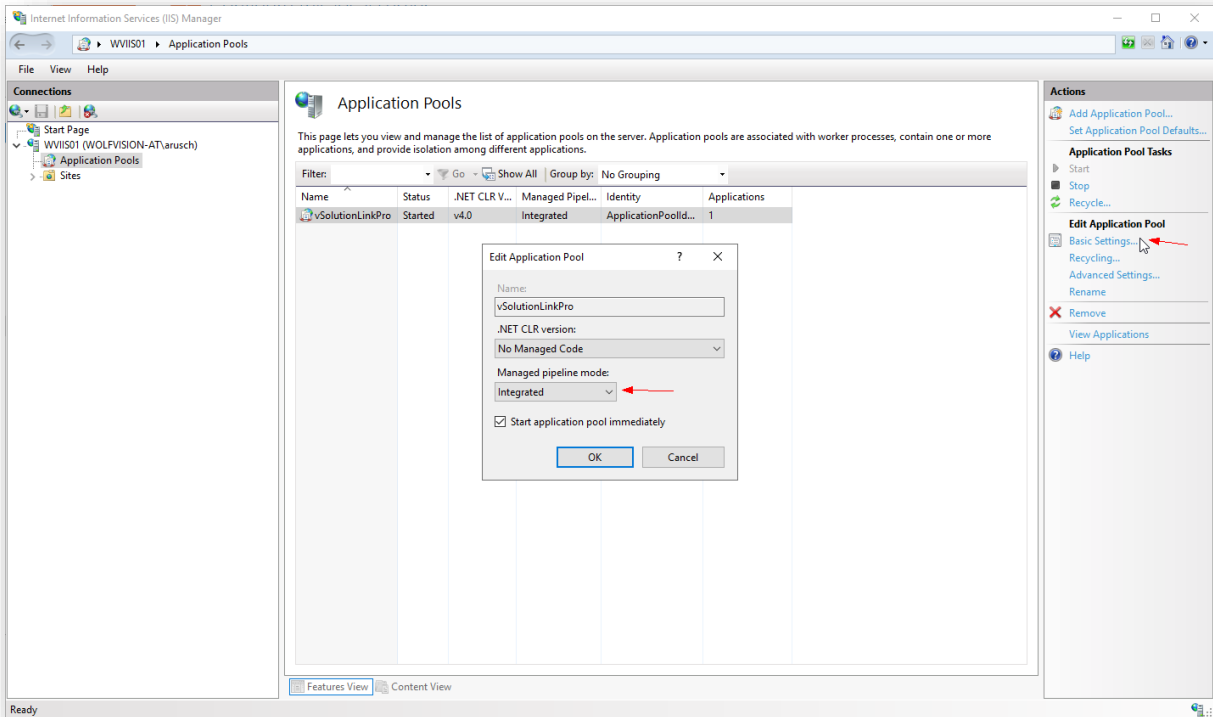 Internet Information Services (IIS) Manager
WVIIS01 Application Pools
File View Help
Connections
Start Page
WVIIS01 (WOLFVISION-AT\arusch)
Application Pools
Sites
Application Pools
This page lets you view and manage the list of application pools on the server. Application pools are associated with worker processes, contain one or more
applications, and provide isolation among different applications.
Filter: Go Show All Group by: No Grouping
Name Status .NET CLR V... Managed Pipel... Identity Applications
vSolutionLinkPro Started v4.0 Integrated ApplicationPoolId... 1
Edit Application Pool ?
Name:
vSolutionLinkPro
.NET CLR version:
No Managed Code
Managed pipeline mode:
Integrated
Start application pool immediately
OK Cancel
Features View Content View
Actions
Add Application Pool...
Set Application Pool Defaults...
Application Pool Tasks
Start
Stop
Recycle...
Edit Application Pool
Basic Settings...
Recycling...
Advanced Settings...
Rename
Remove
View Applications
Help
Ready